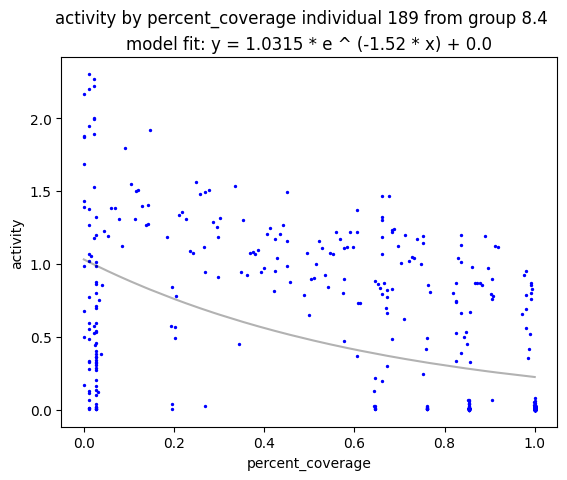 activity by percent_coverage individual 189 from group 8.4
model fit: y = 1.0315 * e ^ (-1.52 * x) + 0.0
2.0
1.5
1.0
0.5
0.0
activity
0.0 0.2 0.4 0.6 0.8 1.0
percent_coverage